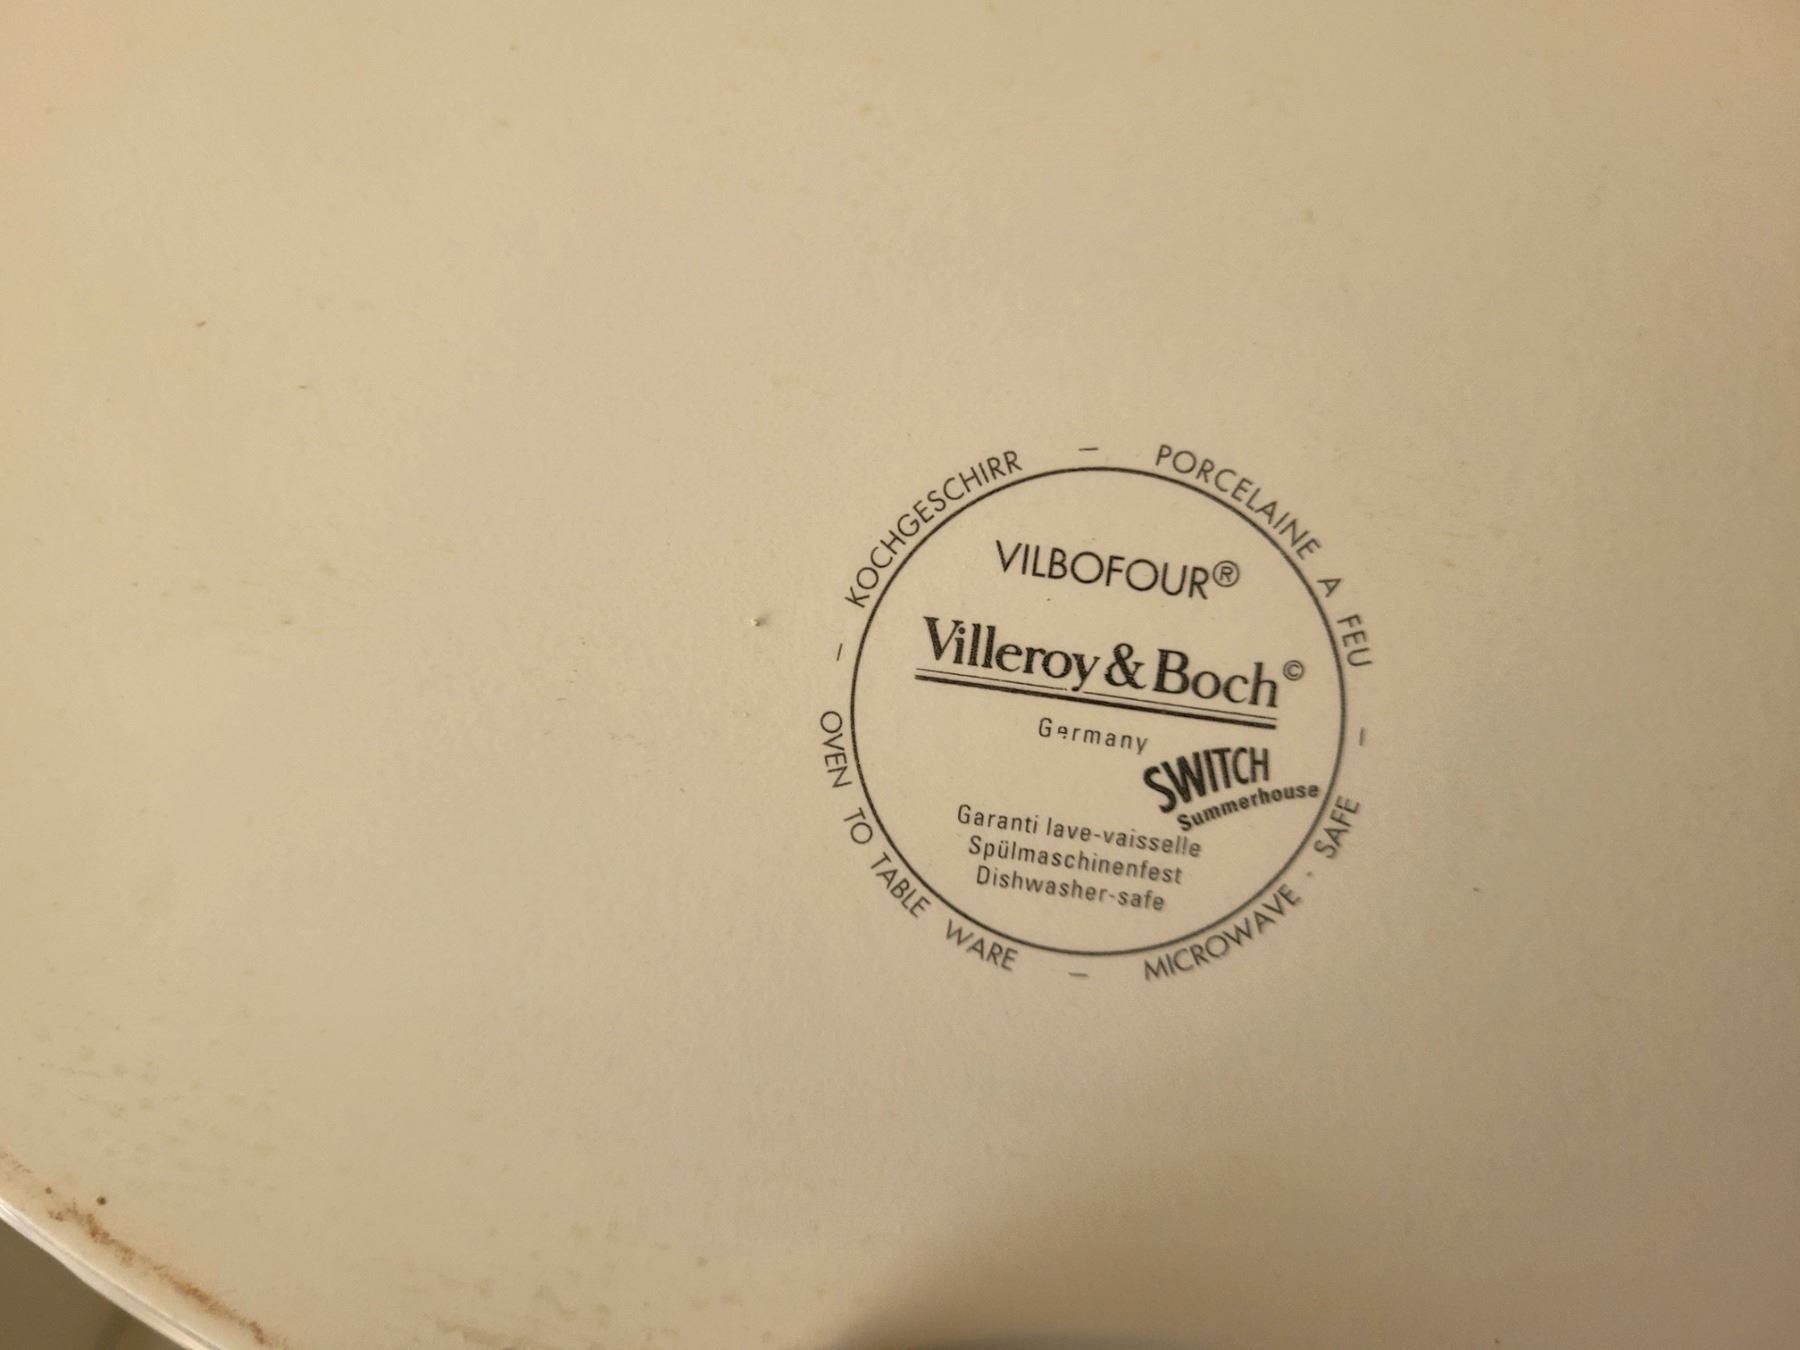 KOCHGESCHIRR – PORCELAINE A FEU – MICROWAVE - SAFE – OVEN TO TABLE WARE –
VILBOFOUR®
Villeroy & Boch©
Germany
SWITCH
Summerhouse
Garanti lave-vaisselle
Spülmaschinenfest
Dishwasher-safe